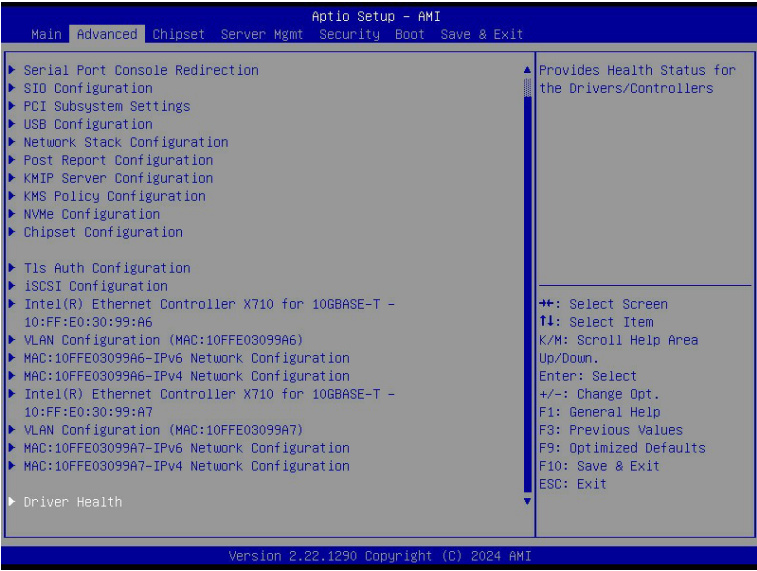 Aptio Setup – AMI
Main Advanced Chipset Server Mgmt Security Boot Save & Exit
Serial Port Console Redirection
SIO Configuration
PCI Subsystem Settings
USB Configuration
Network Stack Configuration
Post Report Configuration
KMIP Server Configuration
KMS Policy Configuration
NVMe Configuration
Chipset Configuration
Tls Auth Configuration
iSCSI Configuration
Intel(R) Ethernet Controller X710 for 10GBASE-T –
10:FF:E0:30:99:A6
VLAN Configuration (MAC:10FFE03099A6)
MAC:10FFE03099A6-IPv6 Network Configuration
MAC:10FFE03099A6-IPv4 Network Configuration
Intel(R) Ethernet Controller X710 for 10GBASE-T –
10:FF:E0:30:99:A7
VLAN Configuration (MAC:10FFE03099A7)
MAC:10FFE03099A7-IPv6 Network Configuration
MAC:10FFE03099A7-IPv4 Network Configuration
Driver Health
Provides Health Status for
the Drivers/Controllers
→←: Select Screen
↑↓: Select Item
K/M: Scroll Help Area
Up/Down.
Enter: Select
+/-: Change Opt.
F1: General Help
F3: Previous Values
F9: Optimized Defaults
F10: Save & Exit
ESC: Exit
Version 2.22.1290 Copyright (C) 2024 AMI